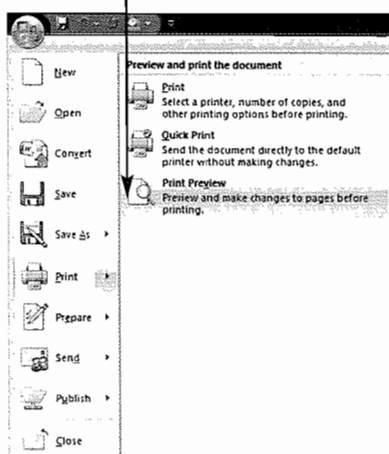 Preview and print the document
New
Print
Select a printer, number of copies, and
other printing options before printing.
Open
Quick Print
Send the document directly to the default
printer without making changes.
Convert
Print Preview
Preview and make changes to pages before
printing.
Save
Save As
Print
Prepare
Send
Publish
Close